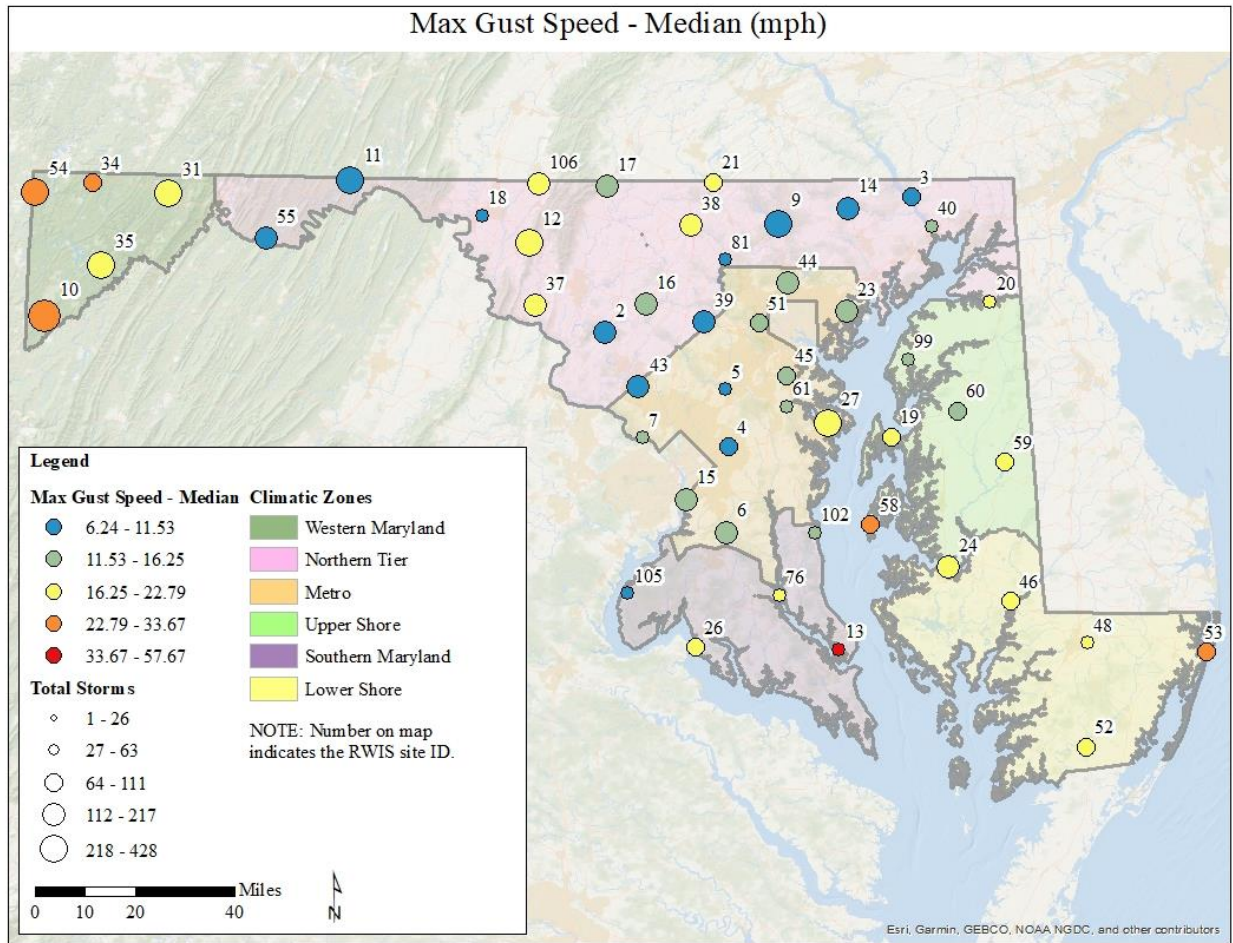 Max Gust Speed - Median (mph)
54
34
31
11
106
17
21
3
18
12
38
9
14
40
55
35
81
44
10
37
16
39
51
23
20
2
99
43
5
45
61
27
60
7
4
19
59
15
6
102
58
24
105
76
46
26
13
48
53
52
Legend
Max Gust Speed - Median
6.24 - 11.53
11.53 - 16.25
16.25 - 22.79
22.79 - 33.67
33.67 - 57.67
Total Storms
1 - 26
27 - 63
64 - 111
112 - 217
218 - 428
Climatic Zones
Western Maryland
Northern Tier
Metro
Upper Shore
Southern Maryland
Lower Shore
NOTE: Number on map
indicates the RWIS site ID.
Miles
0 10 20 40
N
Esri, Garmin, GEBCO, NOAA NGDC, and other contributors